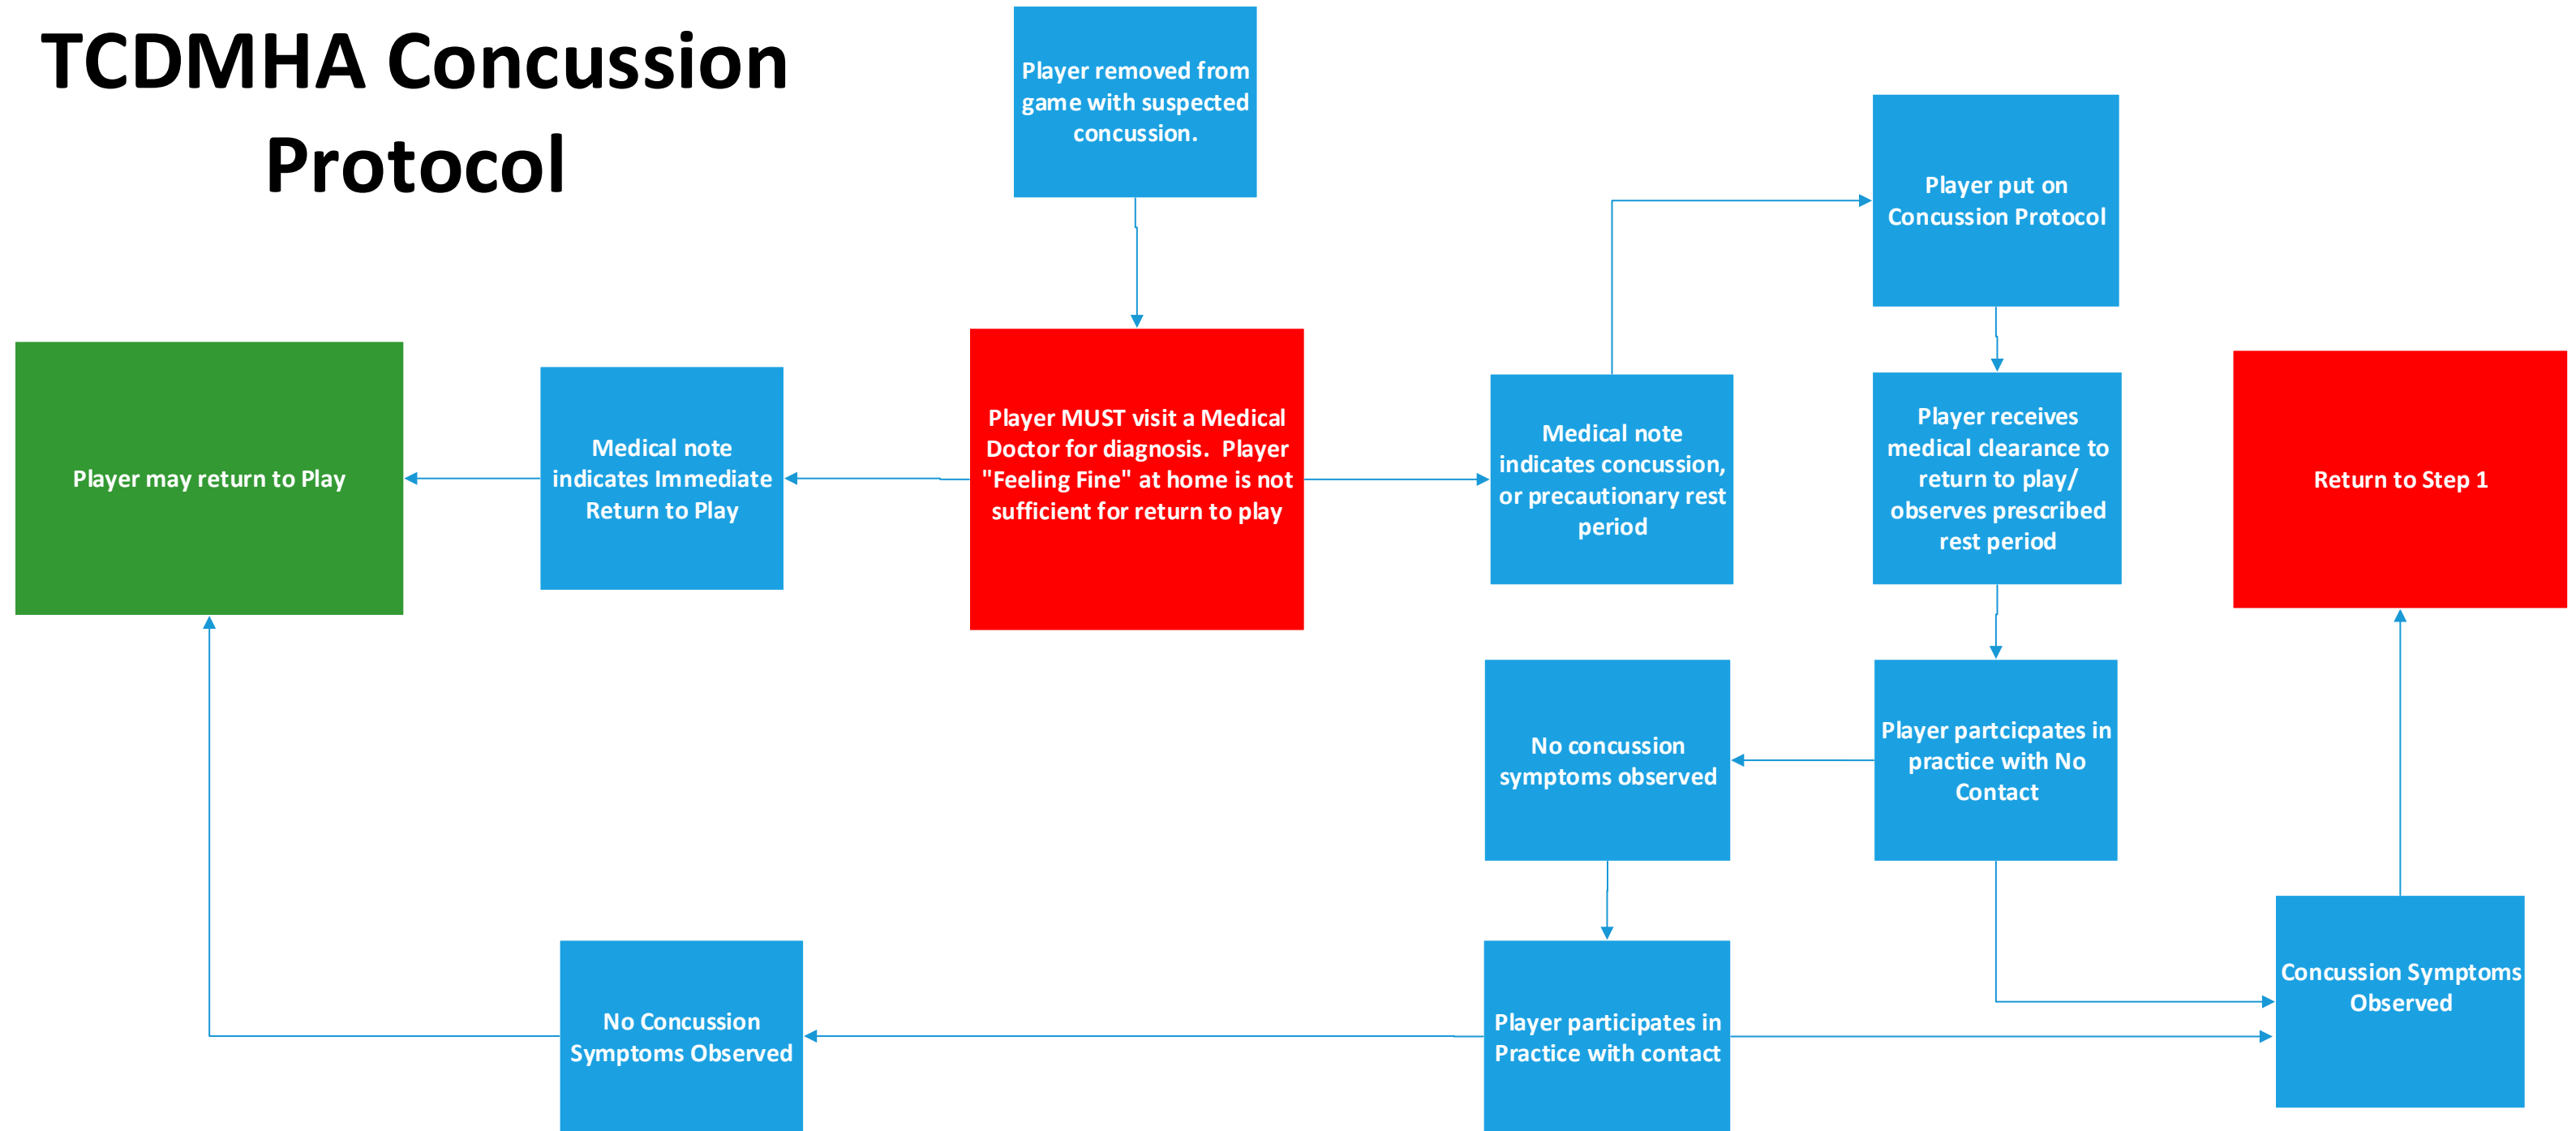 TCDMHA Concussion
Protocol
Player removed from
game with suspected
concussion.
Player put on
Concussion Protocol
Player may return to Play
Medical note
indicates Immediate
Return to Play
Player MUST visit a Medical
Doctor for diagnosis.  Player
"Feeling Fine" at home is not
sufficient for return to play
Medical note
indicates concussion,
or precautionary rest
period
Player receives
medical clearance to
return to play/
observes prescribed
rest period
Return to Step 1
No concussion
symptoms observed
Player partcicpates in
practice with No
Contact
No Concussion
Symptoms Observed
Player participates in
Practice with contact
Concussion Symptoms
Observed